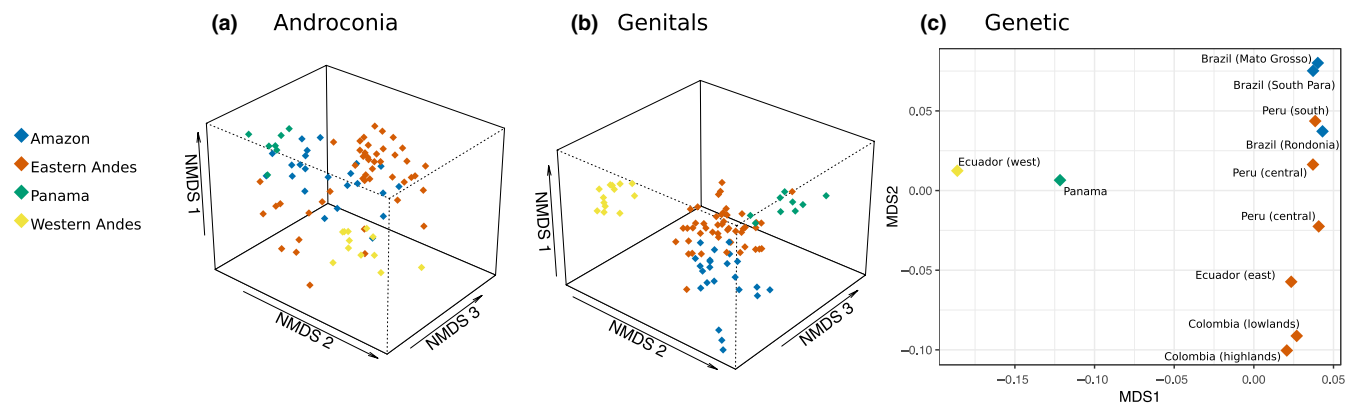 (a) Androconia
(b) Genitals
(c) Genetic
Amazon
Eastern Andes
Panama
Western Andes
NMDS 1
NMDS 2
NMDS 3
NMDS 1
NMDS 2
NMDS 3
MDS2
0.05
0.00
−0.05
−0.10
Brazil (Mato Grosso)
Brazil (South Para)
Peru (south)
Brazil (Rondonia)
Ecuador (west)
Peru (central)
Panama
Peru (central)
Ecuador (east)
Colombia (lowlands)
Colombia (highlands)
−0.15
−0.10
−0.05
0.00
0.05
MDS1